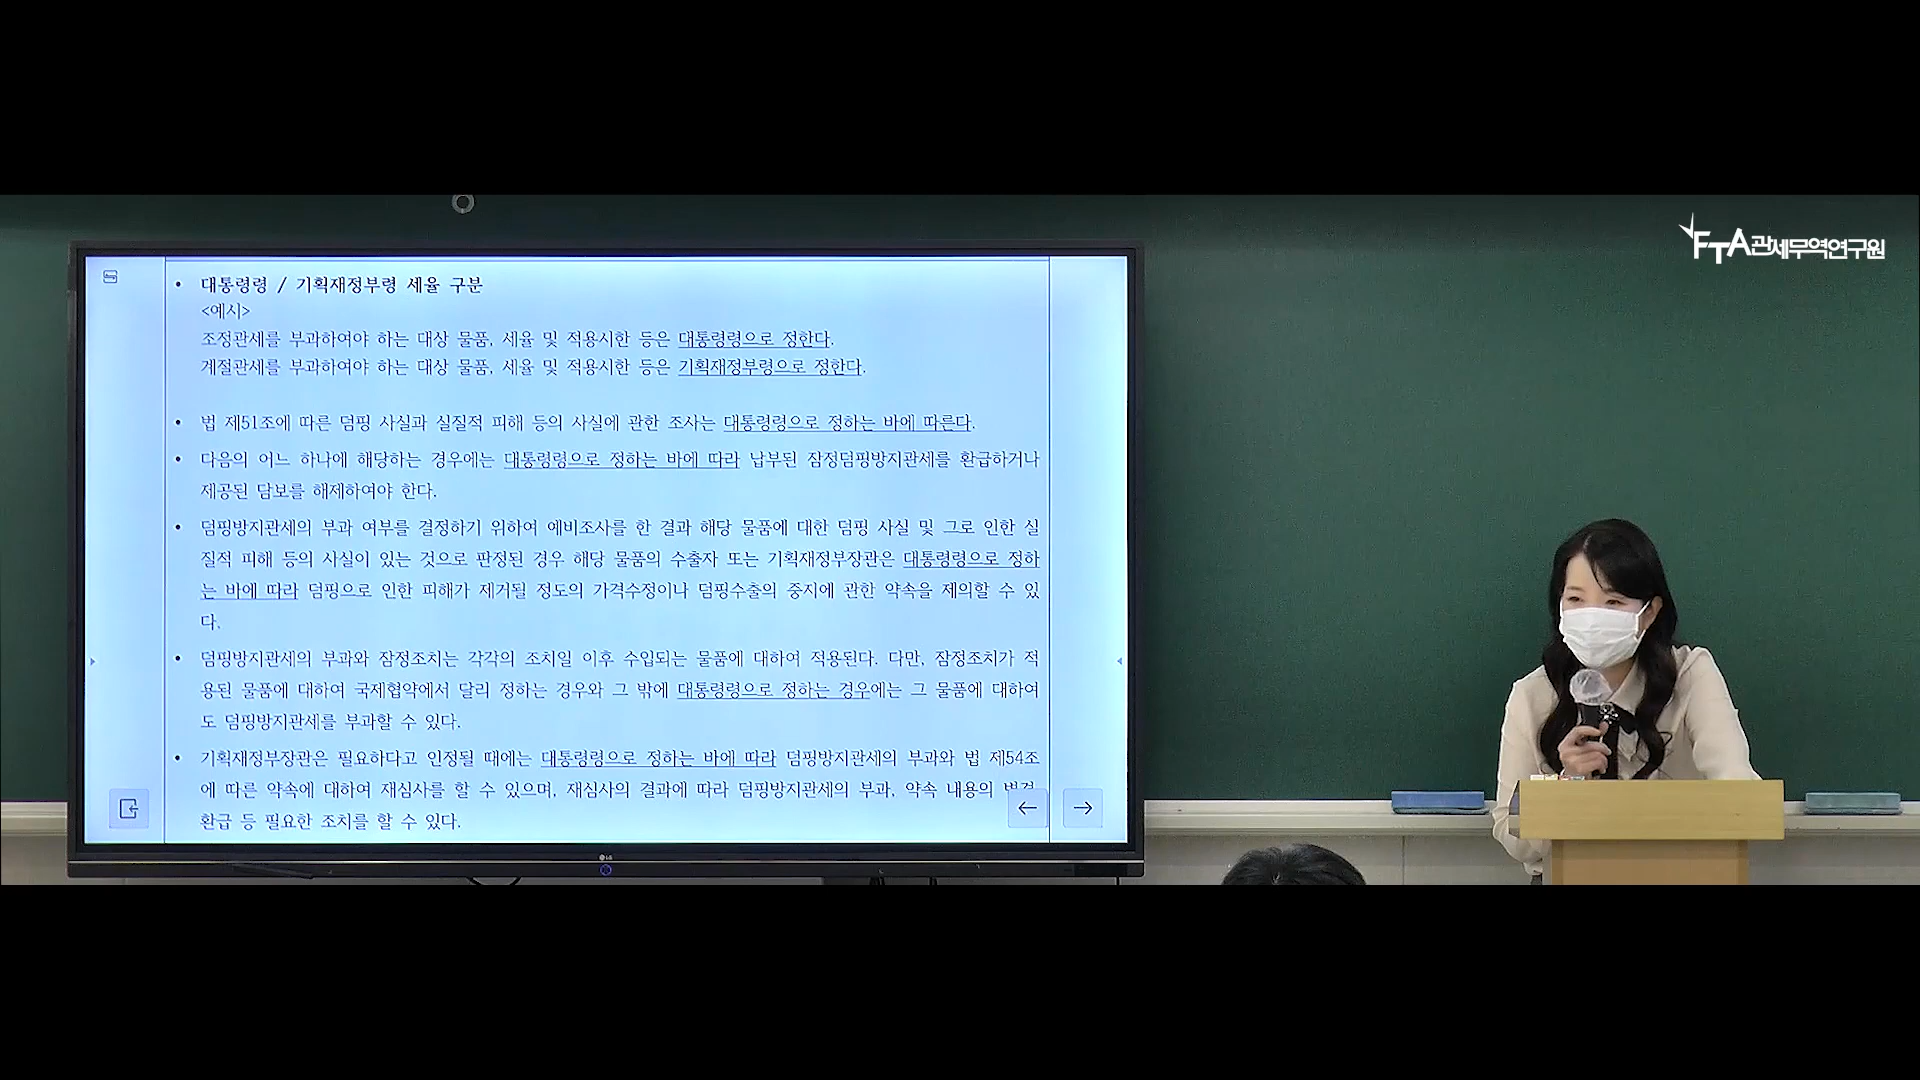 FTA관세무역연구원
• 대통령령 / 기획재정부령 세율 구분
<예시>
조정관세를 부과하여야 하는 대상 물품, 세율 및 적용시한 등은 대통령령으로 정한다.
계절관세를 부과하여야 하는 대상 물품, 세율 및 적용시한 등은 기획재정부령으로 정한다.
• 법 제51조에 따른 덤핑 사실과 실질적 피해 등의 사실에 관한 조사는 대통령령으로 정하는 바에 따른다.
• 다음의 어느 하나에 해당하는 경우에는 대통령령으로 정하는 바에 따라 납부된 잠정덤핑방지관세를 환급하거나
제공된 담보를 해제하여야 한다.
• 덤핑방지관세의 부과 여부를 결정하기 위하여 예비조사를 한 결과 해당 물품에 대한 덤핑 사실 및 그로 인한 실
질적 피해 등의 사실이 있는 것으로 판정된 경우 해당 물품의 수출자 또는 기획재정부장관은 대통령령으로 정하
는 바에 따라 덤핑으로 인한 피해가 제거될 정도의 가격수정이나 덤핑수출의 중지에 관한 약속을 제의할 수 있
다.
• 덤핑방지관세의 부과와 잠정조치는 각각의 조치일 이후 수입되는 물품에 대하여 적용된다. 다만, 잠정조치가 적
용된 물품에 대하여 국제협약에서 달리 정하는 경우와 그 밖에 대통령령으로 정하는 경우에는 그 물품에 대하여
도 덤핑방지관세를 부과할 수 있다.
• 기획재정부장관은 필요하다고 인정될 때에는 대통령령으로 정하는 바에 따라 덤핑방지관세의 부과와 법 제54조
에 따른 약속에 대하여 재심사를 할 수 있으며, 재심사의 결과에 따라 덤핑방지관세의 부과, 약속 내용의
환급 등 필요한 조치를 할 수 있다.
LG